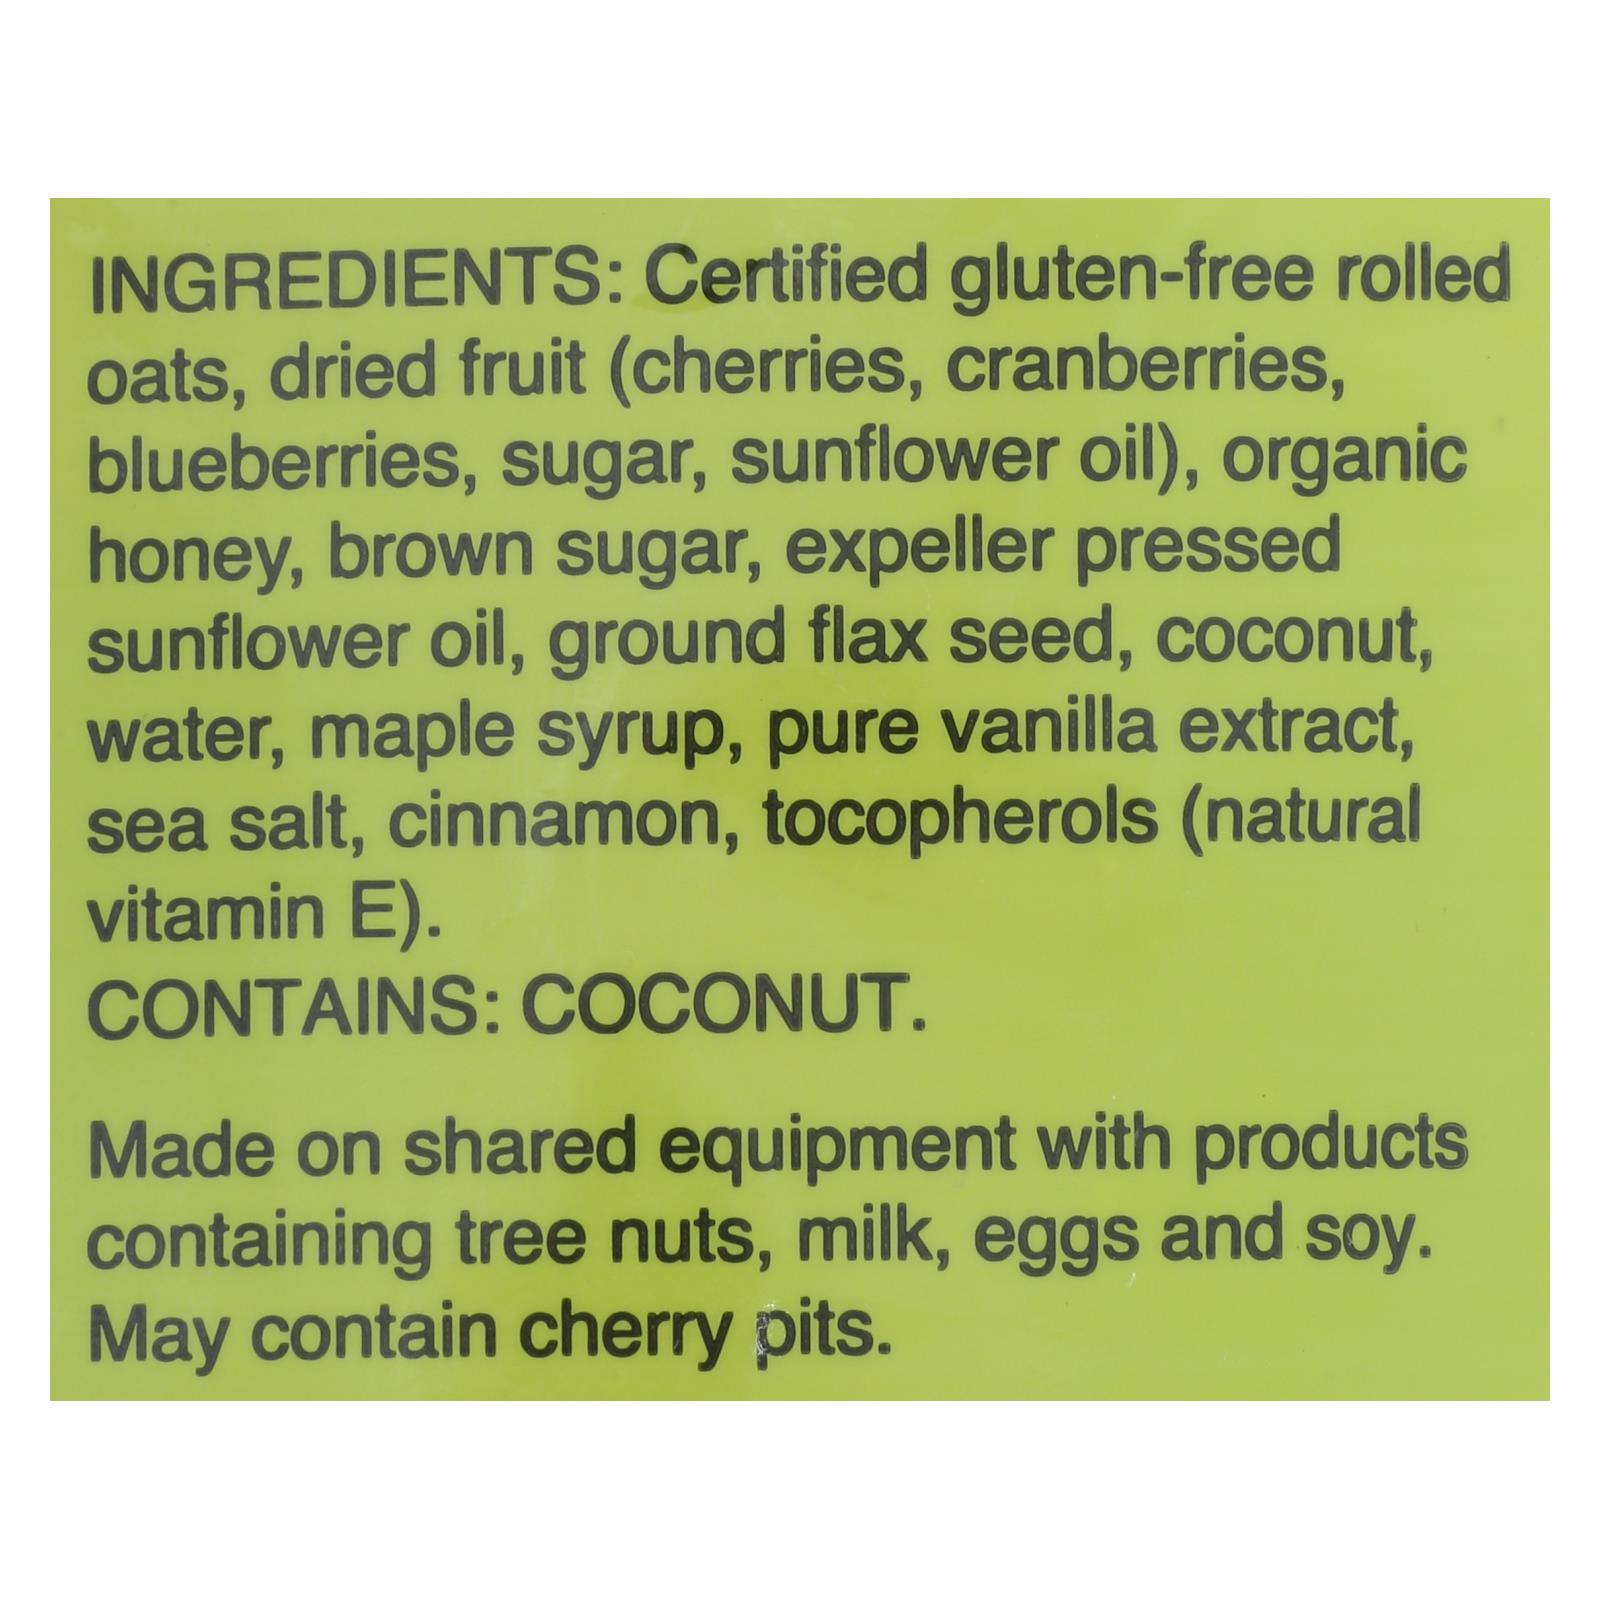 INGREDIENTS: Certified gluten-free rolled
oats, dried fruit (cherries, cranberries,
blueberries, sugar, sunflower oil), organic
honey, brown sugar, expeller pressed
sunflower oil, ground flax seed, coconut,
water, maple syrup, pure vanilla extract,
sea salt, cinnamon, tocopherols (natural
vitamin E).
CONTAINS: COCONUT.
Made on shared equipment with products
containing tree nuts, milk, eggs and soy.
May contain cherry pits.